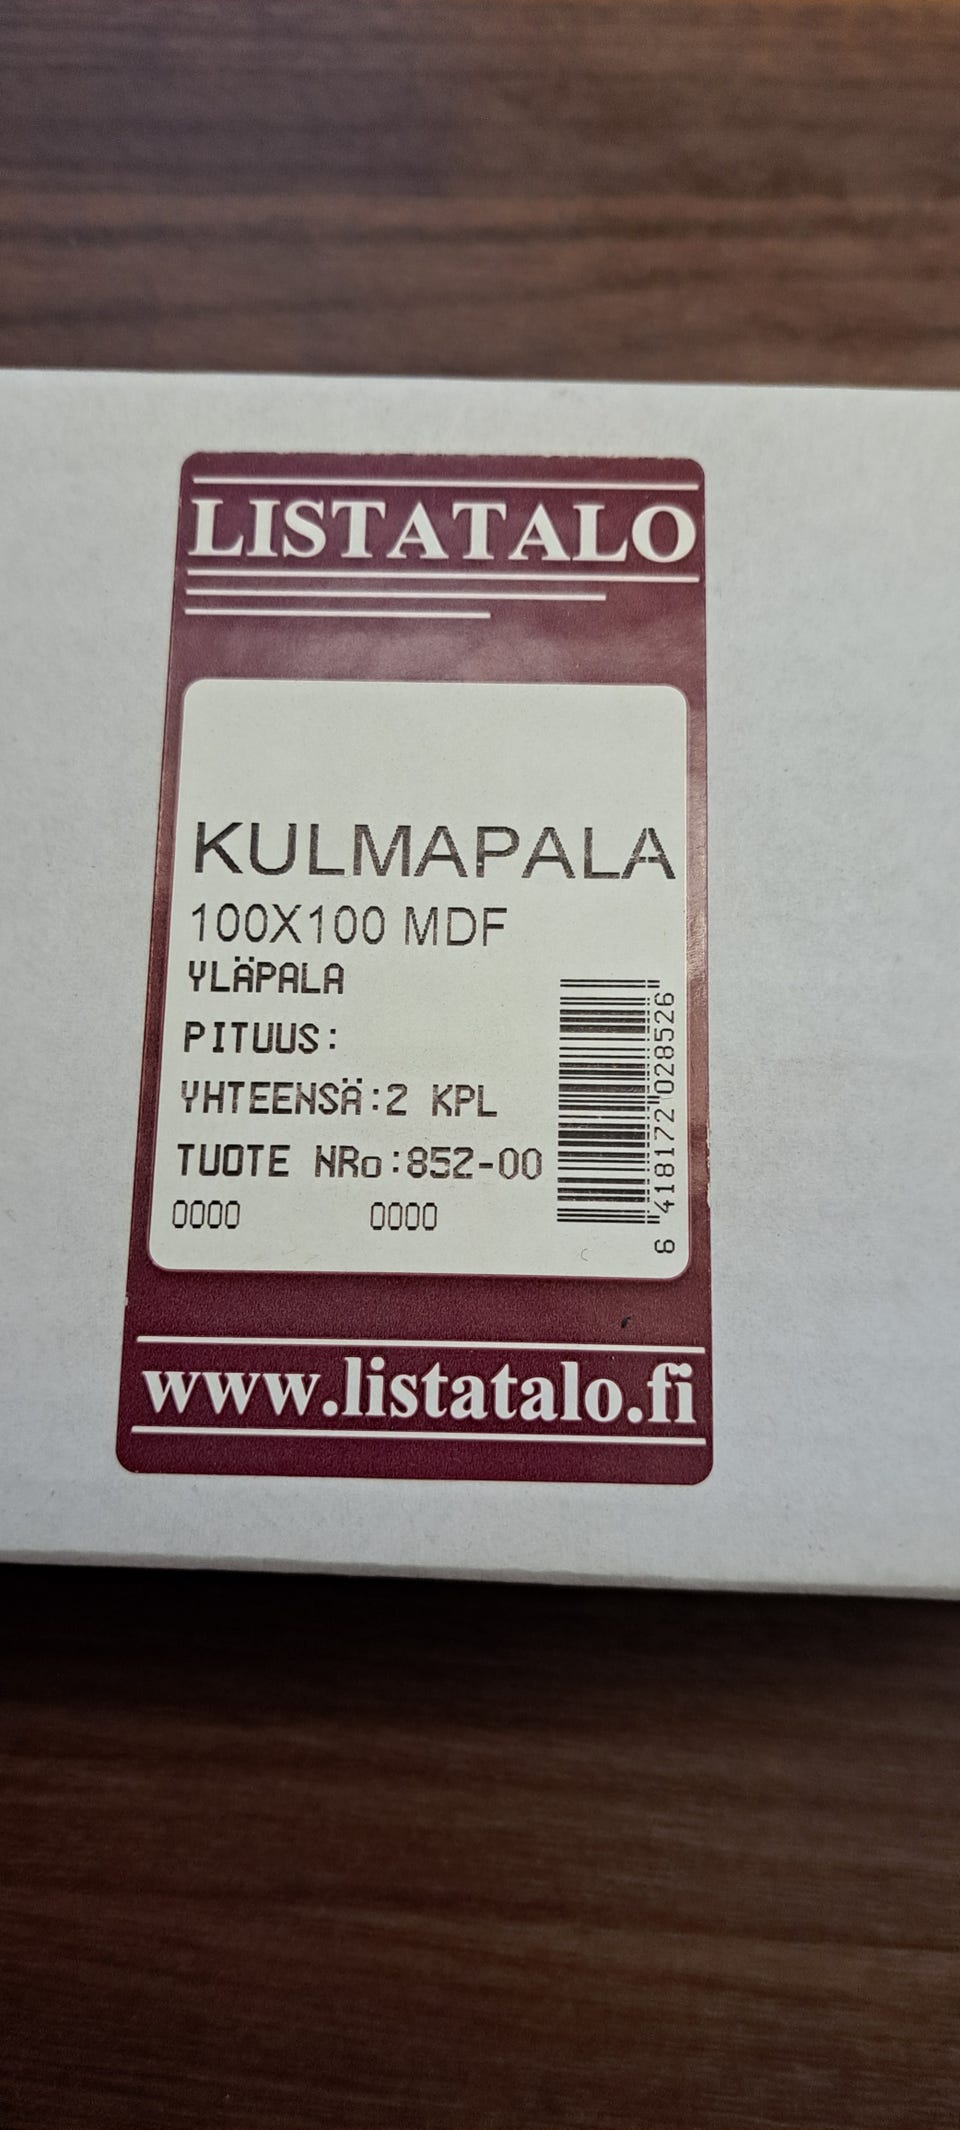 LISTATALO
KULMAPALA
100X100 MDF
YLÄPALA
PITUUS:
YHTEENSÄ:2 KPL
TUOTE NRo:852-00
0000 0000
6 418172 028526
www.listatalo.fi